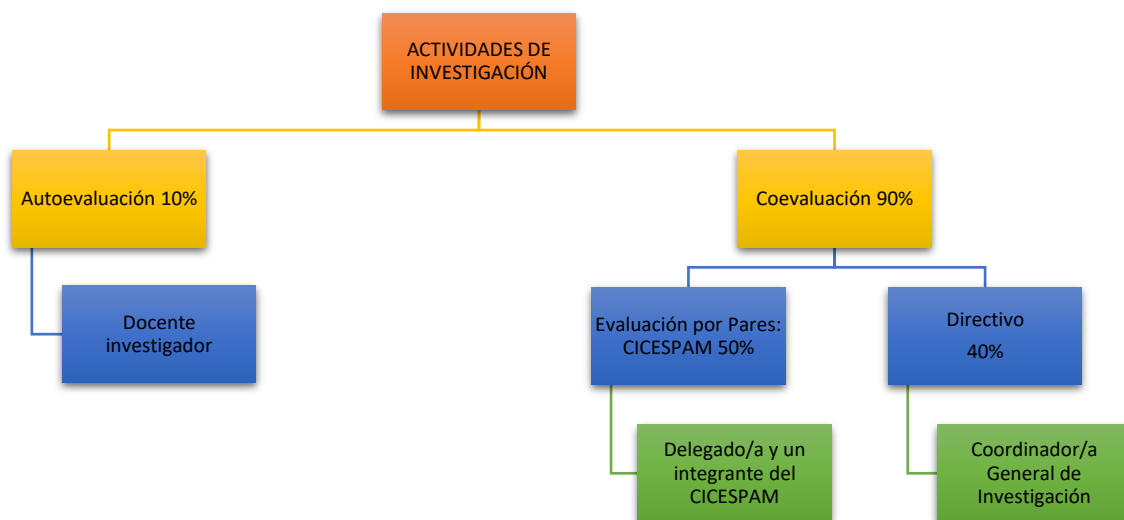 ACTIVIDADES DE
INVESTIGACIÓN
Autoevaluación 10%
Coevaluación 90%
Docente
investigador
Evaluación por Pares:
CICESPAM 50%
Directivo
40%
Delegado/a y un
integrante del
CICESPAM
Coordinador/a
General de
Investigación